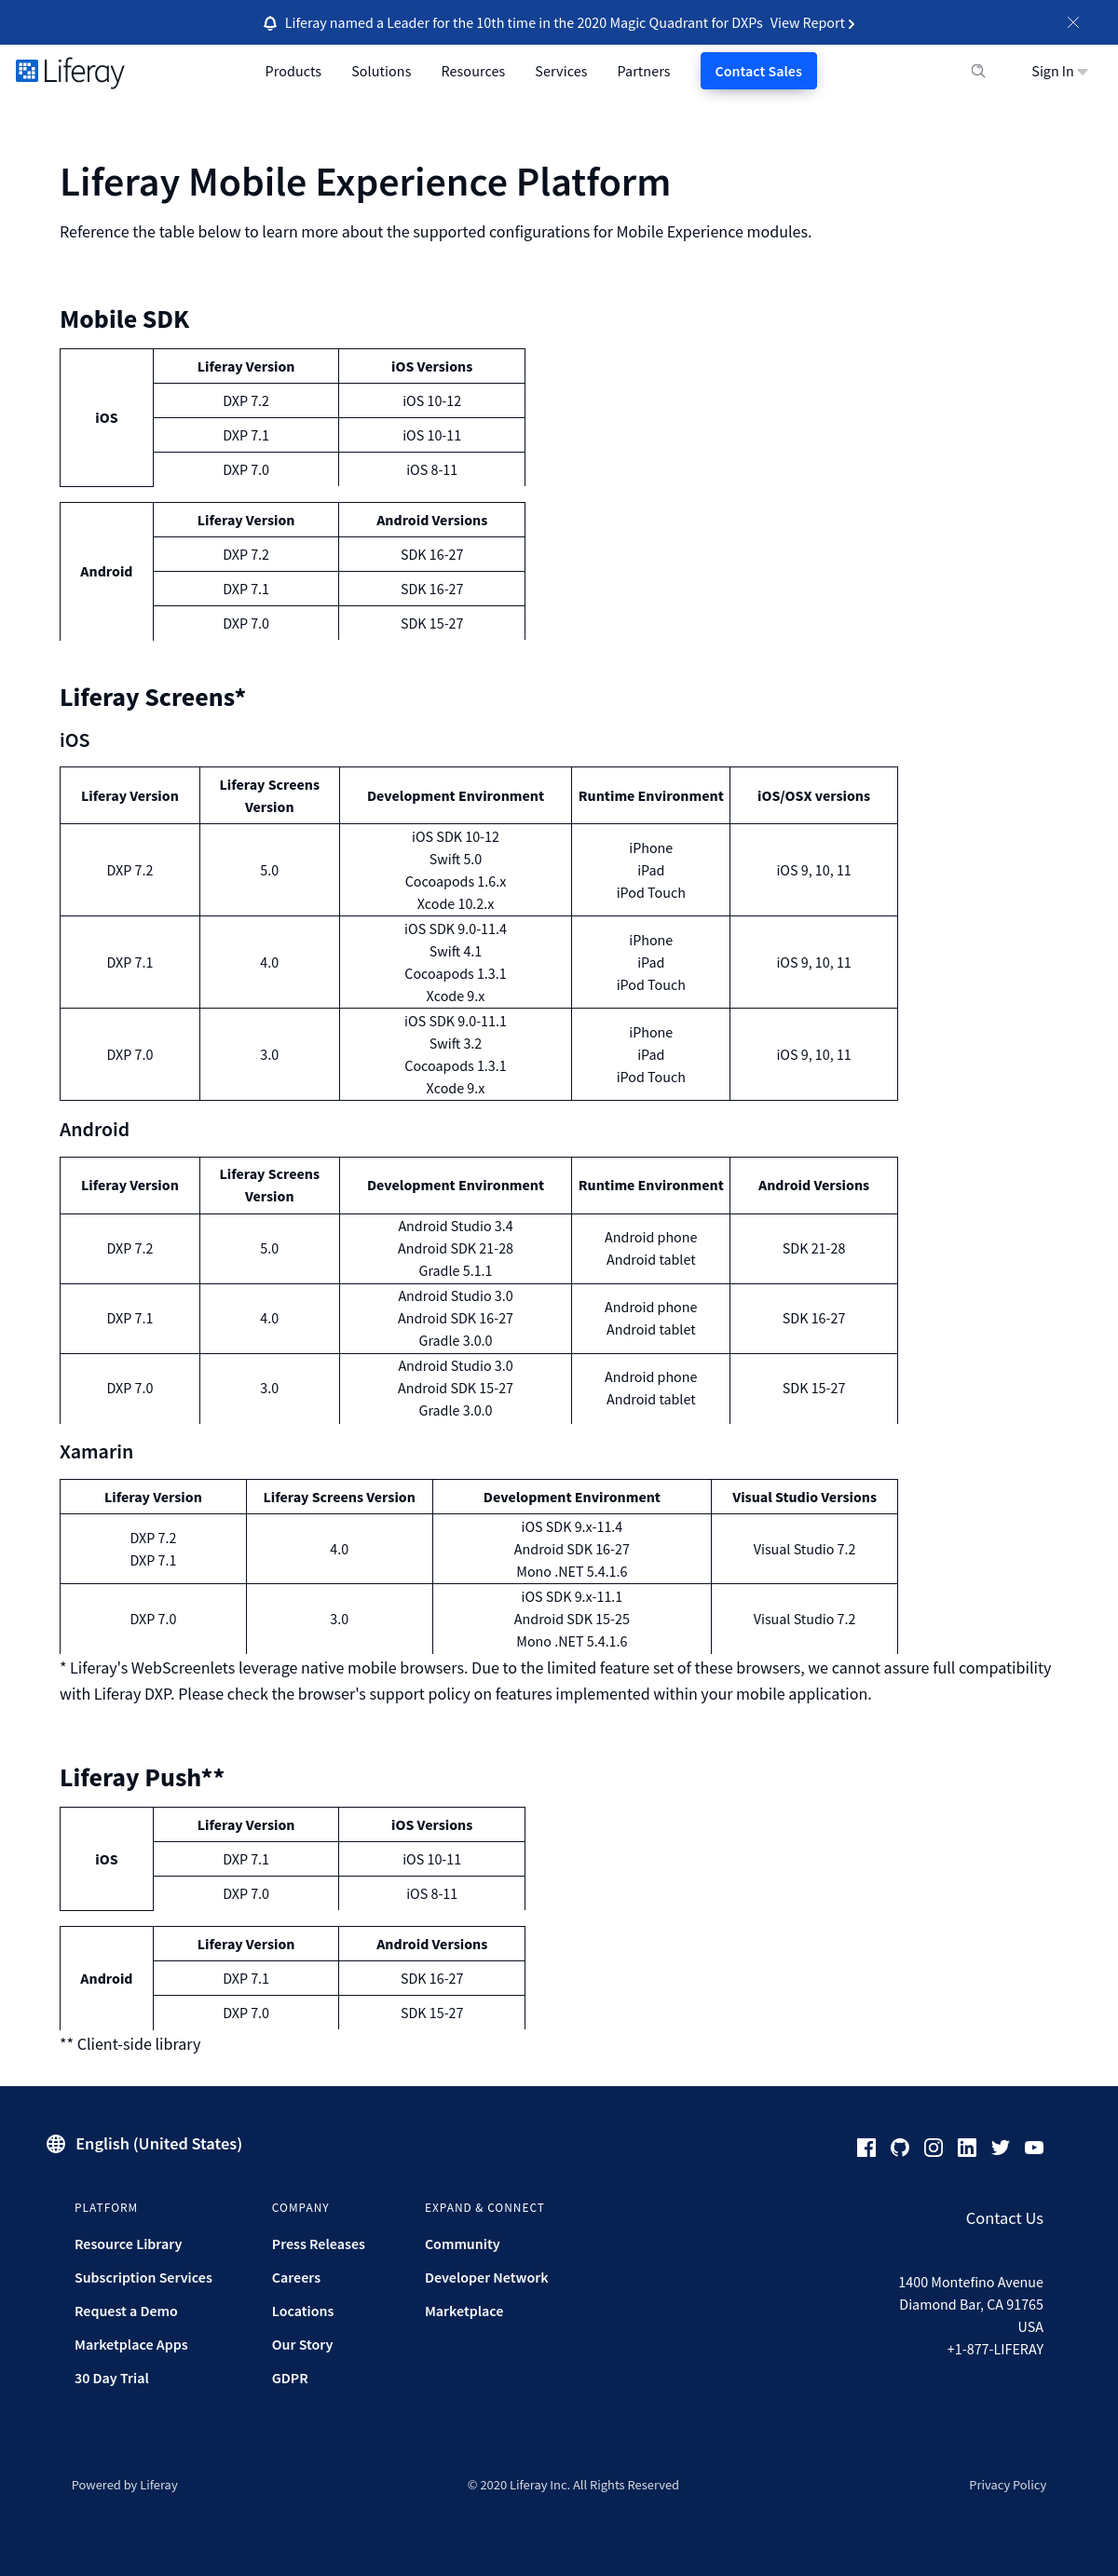 Liferay named a Leader for the 10th time in the 2020 Magic Quadrant for DXPs View Report
Liferay
Products Solutions Resources Services Partners Contact Sales Sign In
Liferay Mobile Experience Platform
Reference the table below to learn more about the supported configurations for Mobile Experience modules.
Mobile SDK
iOS
Liferay Version iOS Versions
DXP 7.2 iOS 10-12
DXP 7.1 iOS 10-11
DXP 7.0 iOS 8-11
Android
Liferay Version Android Versions
DXP 7.2 SDK 16-27
DXP 7.1 SDK 16-27
DXP 7.0 SDK 15-27
Liferay Screens*
iOS
Liferay Version
Liferay Screens
Version
Development Environment
Runtime Environment
iOS/OSX versions
DXP 7.2
5.0
iOS SDK 10-12
Swift 5.0
Cocoapods 1.6.x
Xcode 10.2.x
iPhone
iPad
iPod Touch
iOS 9, 10, 11
DXP 7.1
4.0
iOS SDK 9.0-11.4
Swift 4.1
Cocoapods 1.3.1
Xcode 9.x
iPhone
iPad
iPod Touch
iOS 9, 10, 11
DXP 7.0
3.0
iOS SDK 9.0-11.1
Swift 3.2
Cocoapods 1.3.1
Xcode 9.x
iPhone
iPad
iPod Touch
iOS 9, 10, 11
Android
Liferay Version
Liferay Screens
Version
Development Environment
Runtime Environment
Android Versions
DXP 7.2
5.0
Android Studio 3.4
Android SDK 21-28
Gradle 5.1.1
Android phone
Android tablet
SDK 21-28
DXP 7.1
4.0
Android Studio 3.0
Android SDK 16-27
Gradle 3.0.0
Android phone
Android tablet
SDK 16-27
DXP 7.0
3.0
Android Studio 3.0
Android SDK 15-27
Gradle 3.0.0
Android phone
Android tablet
SDK 15-27
Xamarin
Liferay Version Liferay Screens Version Development Environment Visual Studio Versions
DXP 7.2
DXP 7.1
4.0
iOS SDK 9.x-11.4
Android SDK 16-27
Mono .NET 5.4.1.6
Visual Studio 7.2
DXP 7.0
3.0
iOS SDK 9.x-11.1
Android SDK 15-25
Mono .NET 5.4.1.6
Visual Studio 7.2
* Liferay's WebScreenlets leverage native mobile browsers. Due to the limited feature set of these browsers, we cannot assure full compatibility
with Liferay DXP. Please check the browser's support policy on features implemented within your mobile application.
Liferay Push**
iOS
Liferay Version iOS Versions
DXP 7.1 iOS 10-11
DXP 7.0 iOS 8-11
Android
Liferay Version Android Versions
DXP 7.1 SDK 16-27
DXP 7.0 SDK 15-27
** Client-side library
English (United States)
PLATFORM
Resource Library
Subscription Services
Request a Demo
Marketplace Apps
30 Day Trial
COMPANY
Press Releases
Careers
Locations
Our Story
GDPR
EXPAND & CONNECT
Community
Developer Network
Marketplace
Contact Us
1400 Montefino Avenue
Diamond Bar, CA 91765
USA
+1-877-LIFERAY
Powered by Liferay
© 2020 Liferay Inc. All Rights Reserved
Privacy Policy